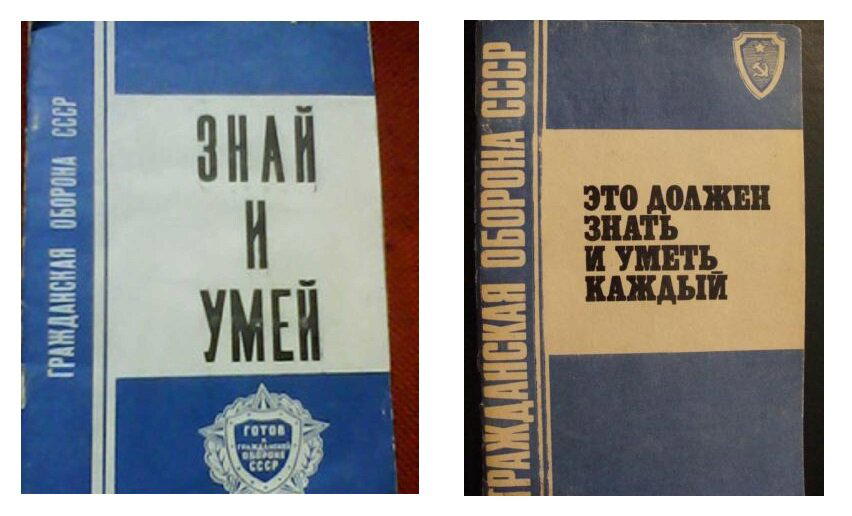 ГРАЖДАНСКАЯ ОБОРОНА СССР
ЗНАЙ
И
УМЕЙ
ГОТОВ
К
ГРАЖДАНСКОЙ
ОБОРОНЕ
СССР
ГРАЖДАНСКАЯ ОБОРОНА СССР
ЭТО ДОЛЖЕН
ЗНАТЬ
И УМЕТЬ
КАЖДЫЙ